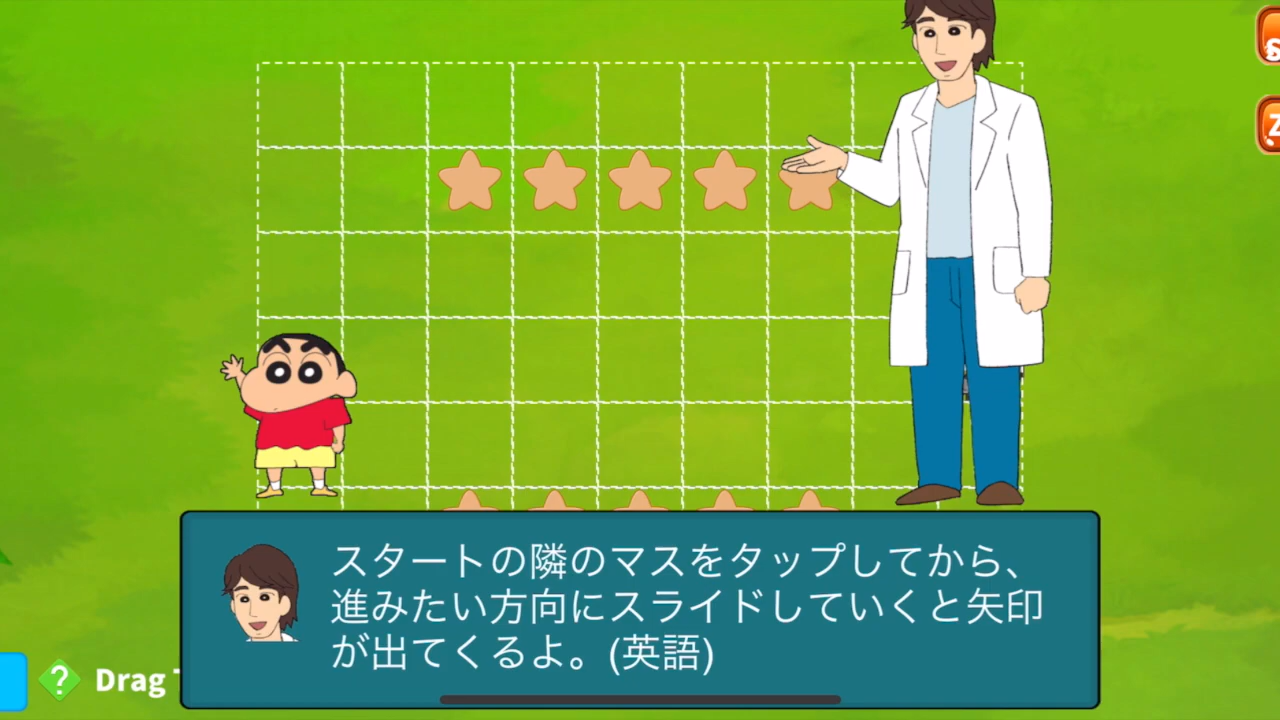 スタートの隣のマスをタップしてから、
進みたい方向にスライドしていくと矢印
が出てくるよ。(英語)
? Drag